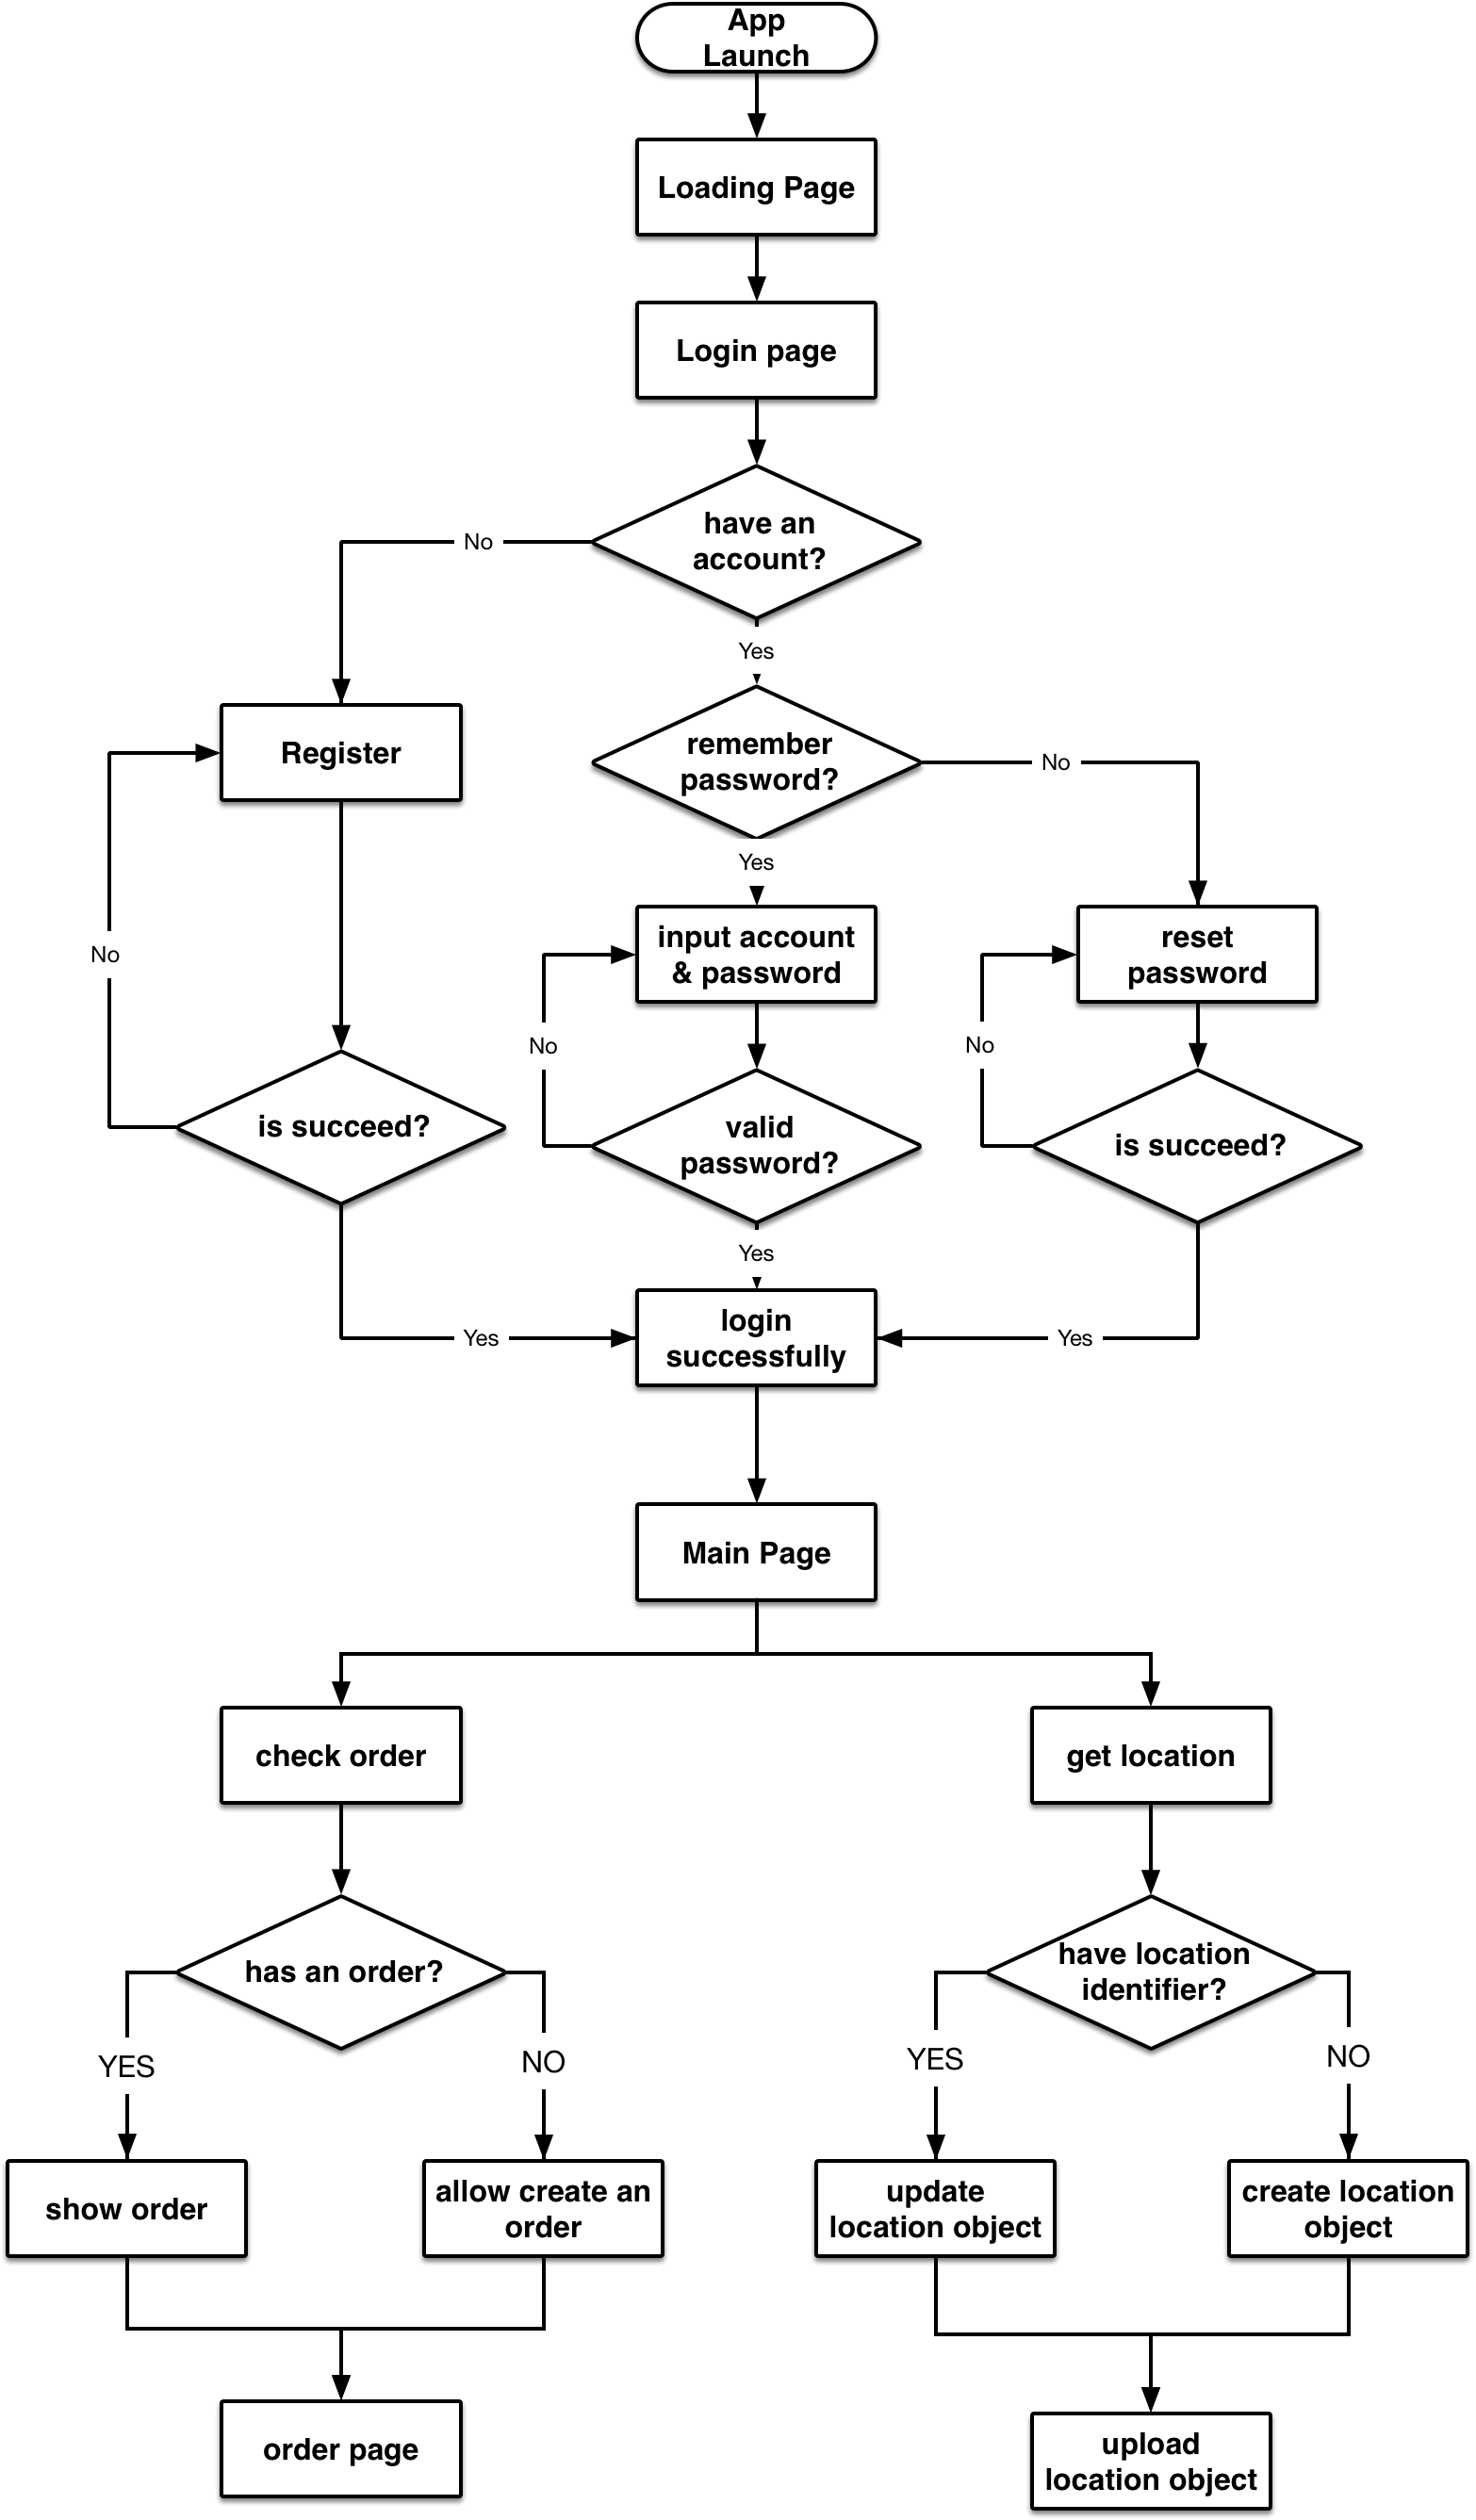 App
Launch
Loading Page
Login page
have an
account?
No
Yes
Register
remember
password?
No
Yes
No
input account
& password
reset
password
No
No
is succeed?
valid
password?
is succeed?
Yes
Yes
login
successfully
Yes
Main Page
check order
get location
has an order?
have location
identifier?
YES
NO
YES
NO
show order
allow create an
order
update
location object
create location
object
order page
upload
location object